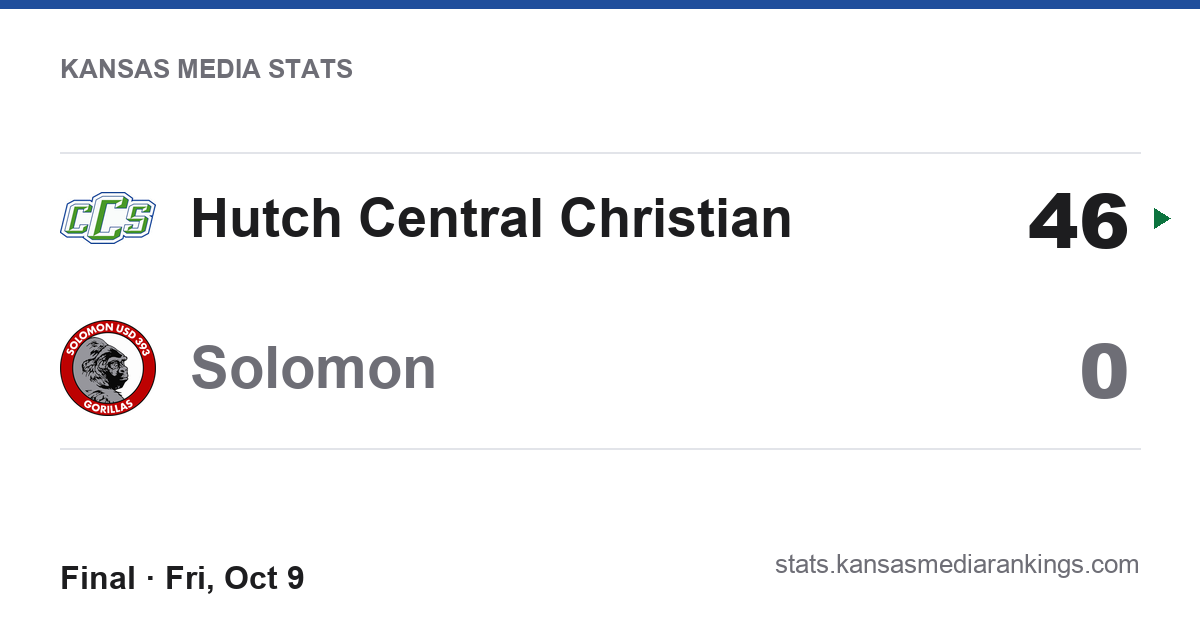 KANSAS MEDIA STATS
CCS Hutch Central Christian 46
SOLOMON USD 393
GORILLAS
Solomon 0
Final · Fri, Oct 9
stats.kansasmediarankings.com